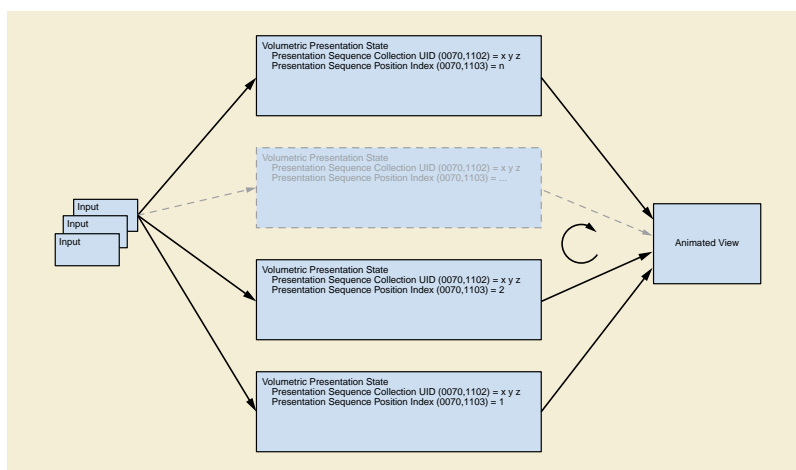 Volumetric Presentation State
Presentation Sequence Collection UID (0070,1102) = x y z
Presentation Sequence Position Index (0070,1103) = n
Volumetric Presentation State
Presentation Sequence Collection UID (0070,1102) = x y z
Presentation Sequence Position Index (0070,1103) = ...
Input
Input
Input
Animated View
Volumetric Presentation State
Presentation Sequence Collection UID (0070,1102) = x y z
Presentation Sequence Position Index (0070,1103) = 2
Volumetric Presentation State
Presentation Sequence Collection UID (0070,1102) = x y z
Presentation Sequence Position Index (0070,1103) = 1